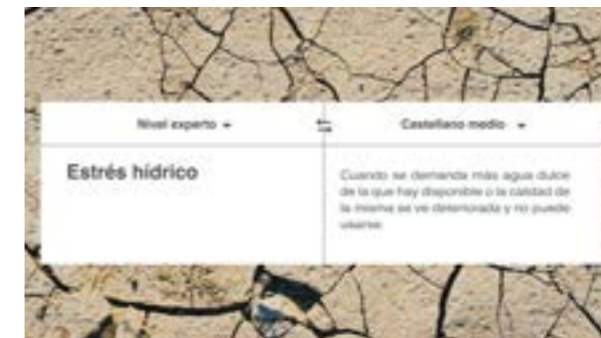 Nivel experto
Castellano medio
Estrés hídrico
Cuando se demanda más agua dulce
de la que hay disponible o la calidad de
la misma se ve deteriorada y no puede
usarse.